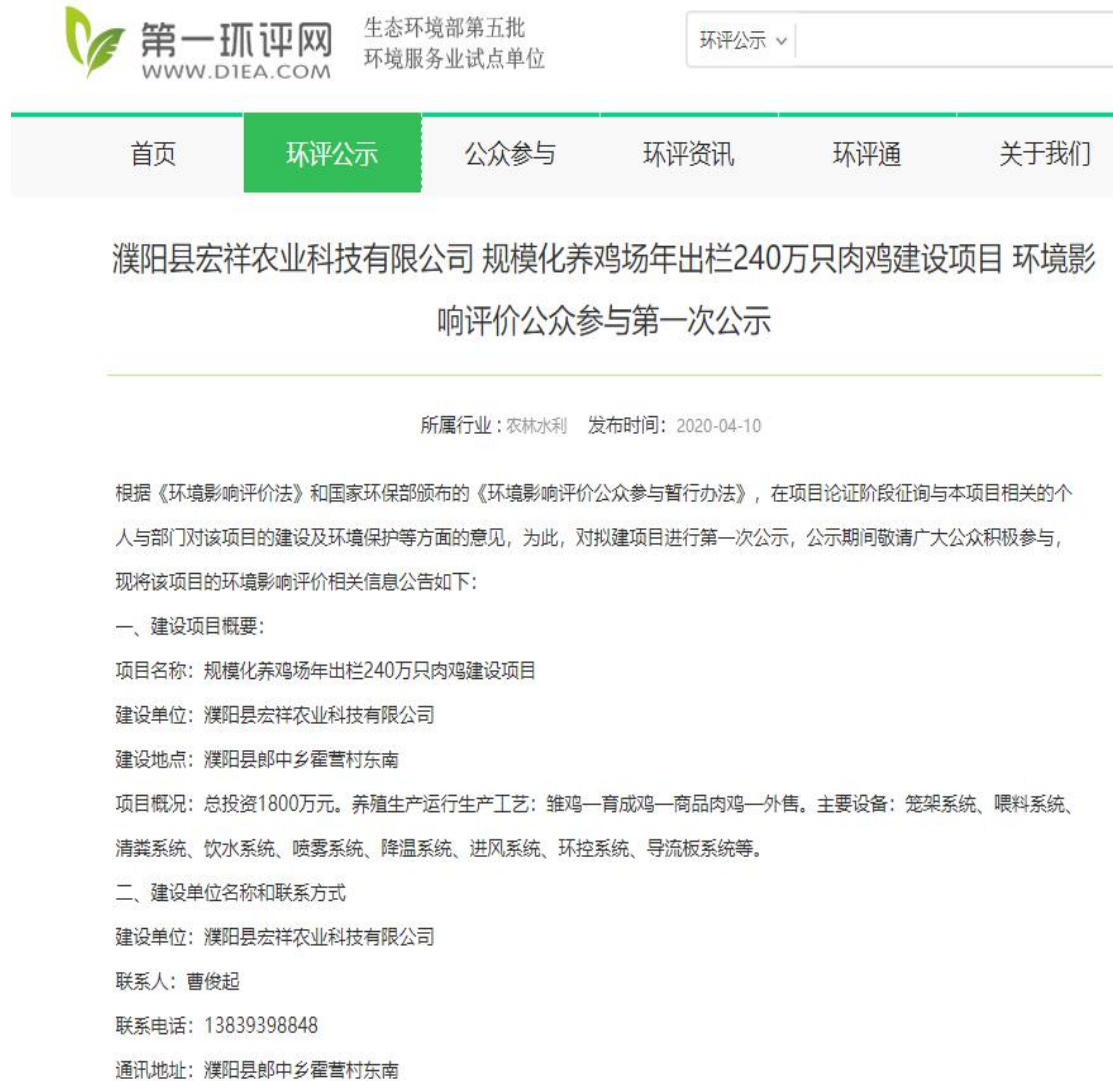 第一环评网
WWW.D1EA.COM
生态环境部第五批
环境服务业试点单位
环评公示
首页 环评公示 公众参与 环评资讯 环评通 关于我们
濮阳县宏祥农业科技有限公司 规模化养鸡场年出栏240万只肉鸡建设项目 环境影
响评价公众参与第一次公示
所属行业：农林水利 发布时间：2020-04-10
根据《环境影响评价法》和国家环保部颁布的《环境影响评价公众参与暂行办法》，在项目论证阶段征询与本项目相关的个
人与部门对该项目的建设及环境保护等方面的意见，为此，对拟建项目进行第一次公示，公示期间敬请广大公众积极参与，
现将该项目的环境影响评价相关信息公告如下：
一、建设项目概要：
项目名称：规模化养鸡场年出栏240万只肉鸡建设项目
建设单位：濮阳县宏祥农业科技有限公司
建设地点：濮阳县郎中乡霍营村东南
项目概况：总投资1800万元。养殖生产运行生产工艺：雏鸡—育成鸡—商品肉鸡—外售。主要设备：笼架系统、喂料系统、
清粪系统、饮水系统、喷雾系统、降温系统、进风系统、环控系统、导流板系统等。
二、建设单位名称和联系方式
建设单位：濮阳县宏祥农业科技有限公司
联系人：曹俊起
联系电话：13839398848
通讯地址：濮阳县郎中乡霍营村东南